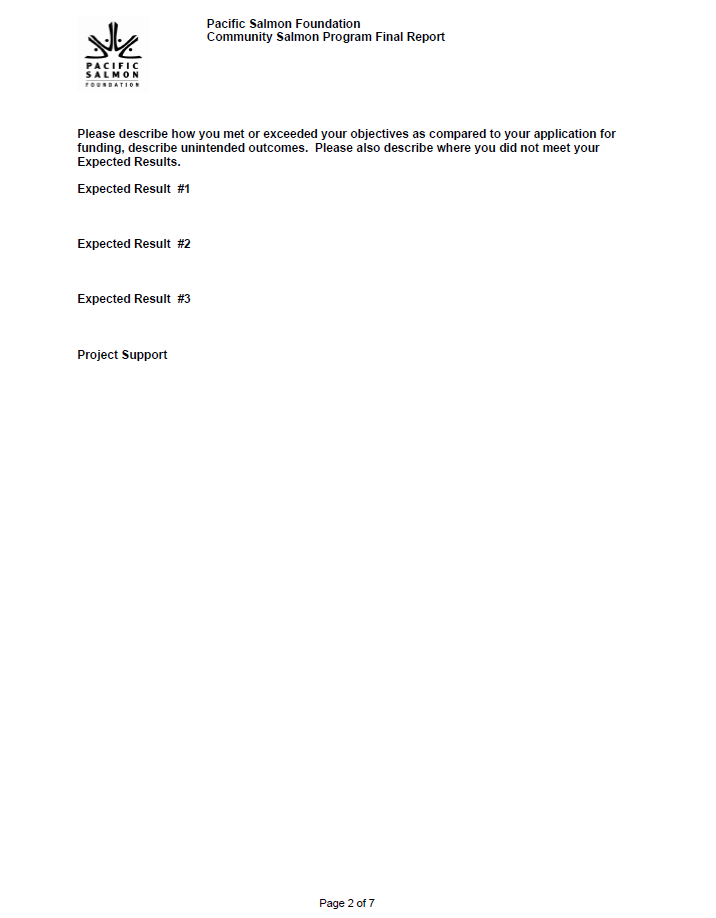 Pacific Salmon Foundation
Community Salmon Program Final Report
PACIFIC
SALMON
FOUNDATION
Please describe how you met or exceeded your objectives as compared to your application for
funding, describe unintended outcomes.  Please also describe where you did not meet your
Expected Results.
Expected Result  #1
Expected Result  #2
Expected Result  #3
Project Support
Page 2 of 7